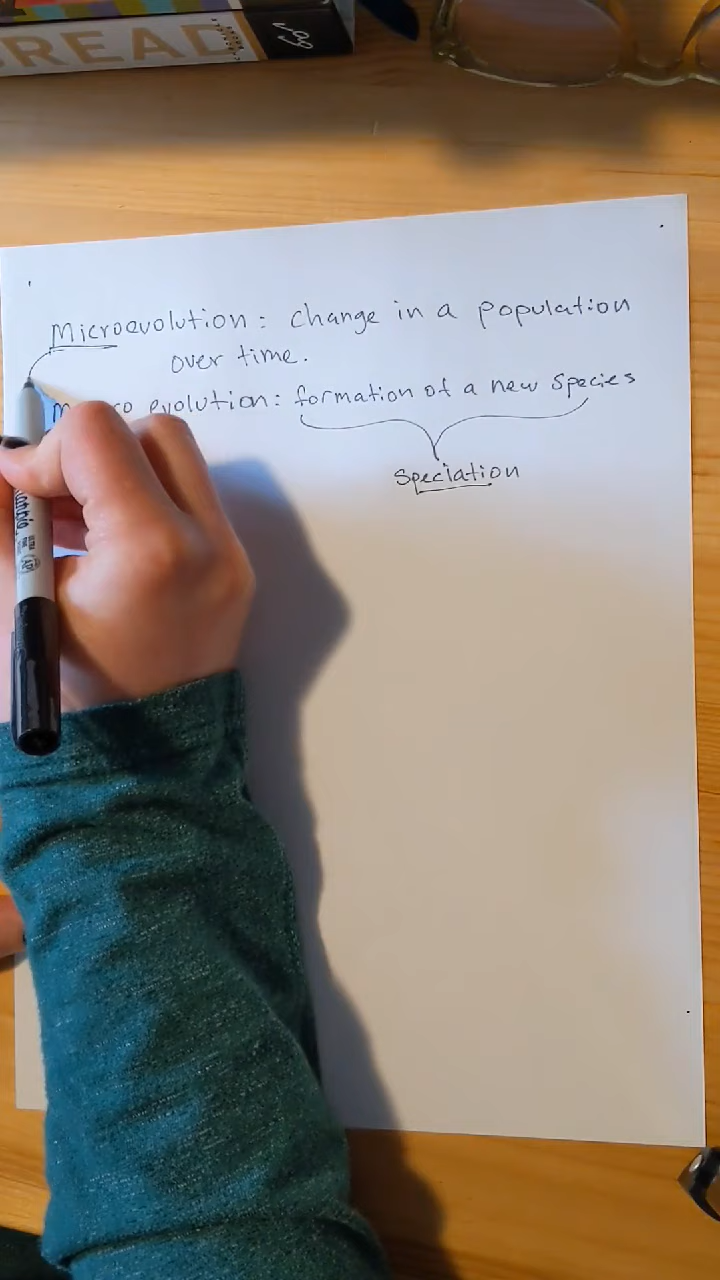 READ
Microevolution: change in a population
over time.
evolution: formation of a new species
speciation